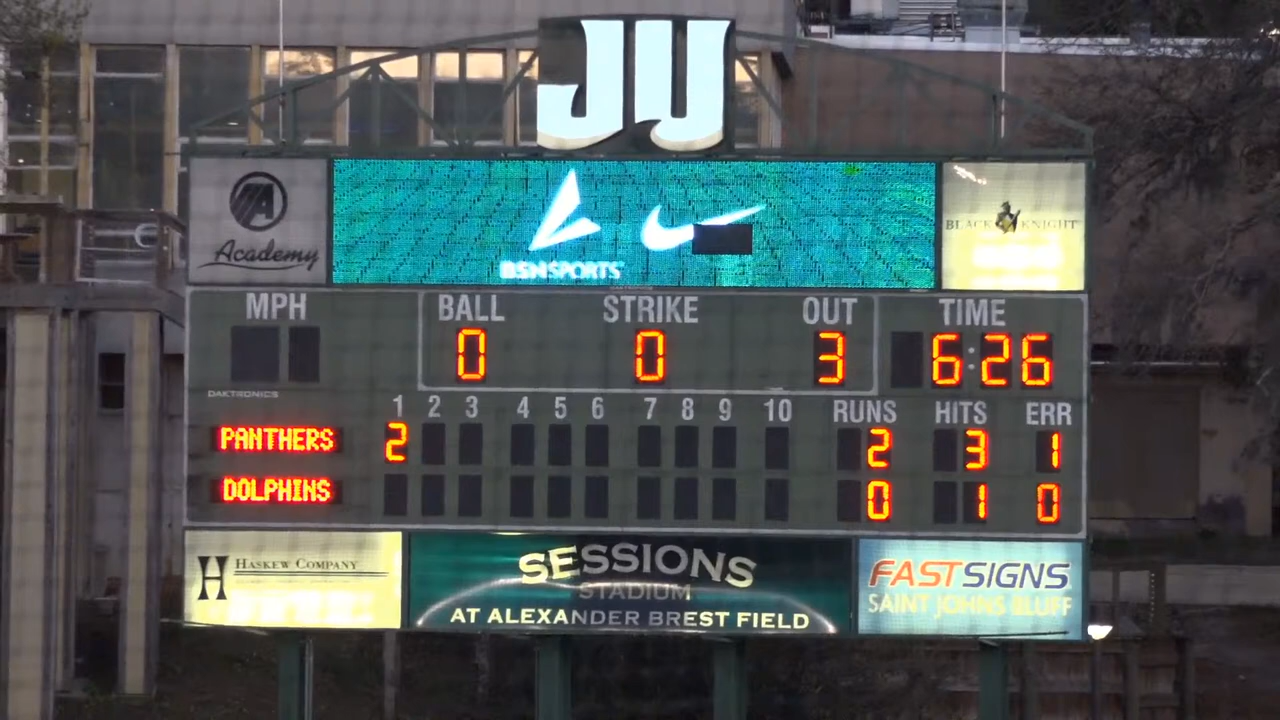 JU
A
Academy
BSN SPORTS
BLACK KNIGHT
MPH BALL STRIKE OUT TIME
0 0 3 6:26
DAKTRONICS
1 2 3 4 5 6 7 8 9 10 RUNS HITS ERR
PANTHERS 2 2 3 1
DOLPHINS 0 1 0
H HASKEW COMPANY
SESSIONS
STADIUM
AT ALEXANDER BREST FIELD
FASTSIGNS
SAINT JOHNS BLUFF